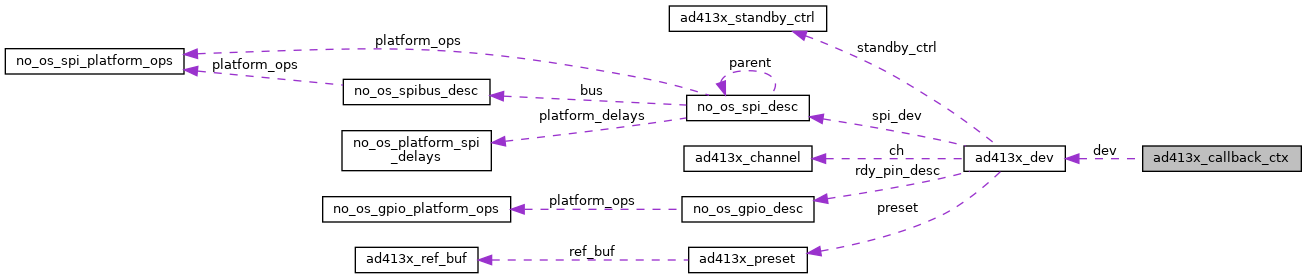 ad413x_standby_ctrl
platform_ops
standby_ctrl
no_os_spi_platform_ops
platform_ops
parent
no_os_spibus_desc
bus
no_os_spi_desc
platform_delays
spi_dev
no_os_platform_spi
_delays
ad413x_channel
ch
ad413x_dev
dev
ad413x_callback_ctx
rdy_pin_desc
no_os_gpio_platform_ops
platform_ops
no_os_gpio_desc
preset
ad413x_ref_buf
ref_buf
ad413x_preset